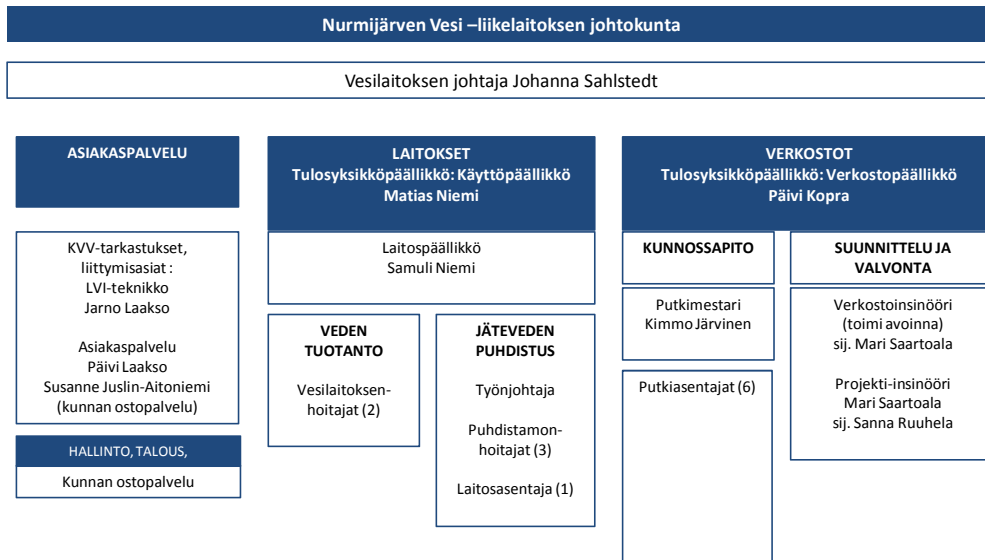 Nurmijärven Vesi –liikelaitoksen johtokunta
Vesilaitoksen johtaja Johanna Sahlstedt
ASIAKASPALVELU
KVV-tarkastukset,
liittymisasiat :
LVI-teknikko
Jarno Laakso
Asiakaspalvelu
Päivi Laakso
Susanne Juslin-Aitoniemi
(kunnan ostopalvelu)
HALLINTO, TALOUS,
Kunnan ostopalvelu
LAITOKSET
Tulosyksikköpäällikkö: Käyttöpäällikkö
Matias Niemi
Laitospäällikkö
Samuli Niemi
VEDEN
TUOTANTO
Vesilaitoksen-
hoitajat (2)
JÄTEVEDEN
PUHDISTUS
Työnjohtaja
Puhdistamon-
hoitajat (3)
Laitosasentaja (1)
VERKOSTOT
Tulosyksikköpäällikkö: Verkostopäällikkö
Päivi Kopra
KUNNOSSAPITO
Putkimestari
Kimmo Järvinen
Putkiasentajat (6)
SUUNNITTELU JA
VALVONTA
Verkostoinsinööri
(toimi avoinna)
sij. Mari Saartoala
Projekti-insinööri
Mari Saartoala
sij. Sanna Ruuhela